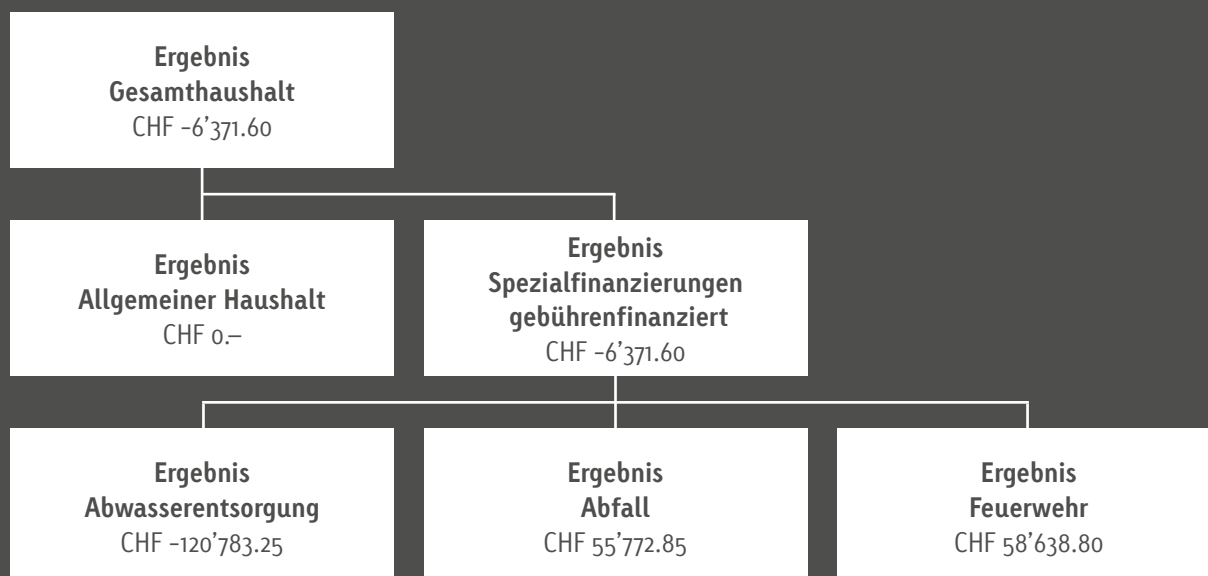 Ergebnis
Gesamthaushalt
CHF -6’371.60
Ergebnis
Allgemeiner Haushalt
CHF 0.–
Ergebnis
Spezialfinanzierungen
gebührenfinanziert
CHF -6’371.60
Ergebnis
Abwasserentsorgung
CHF -120’783.25
Ergebnis
Abfall
CHF 55’772.85
Ergebnis
Feuerwehr
CHF 58’638.80